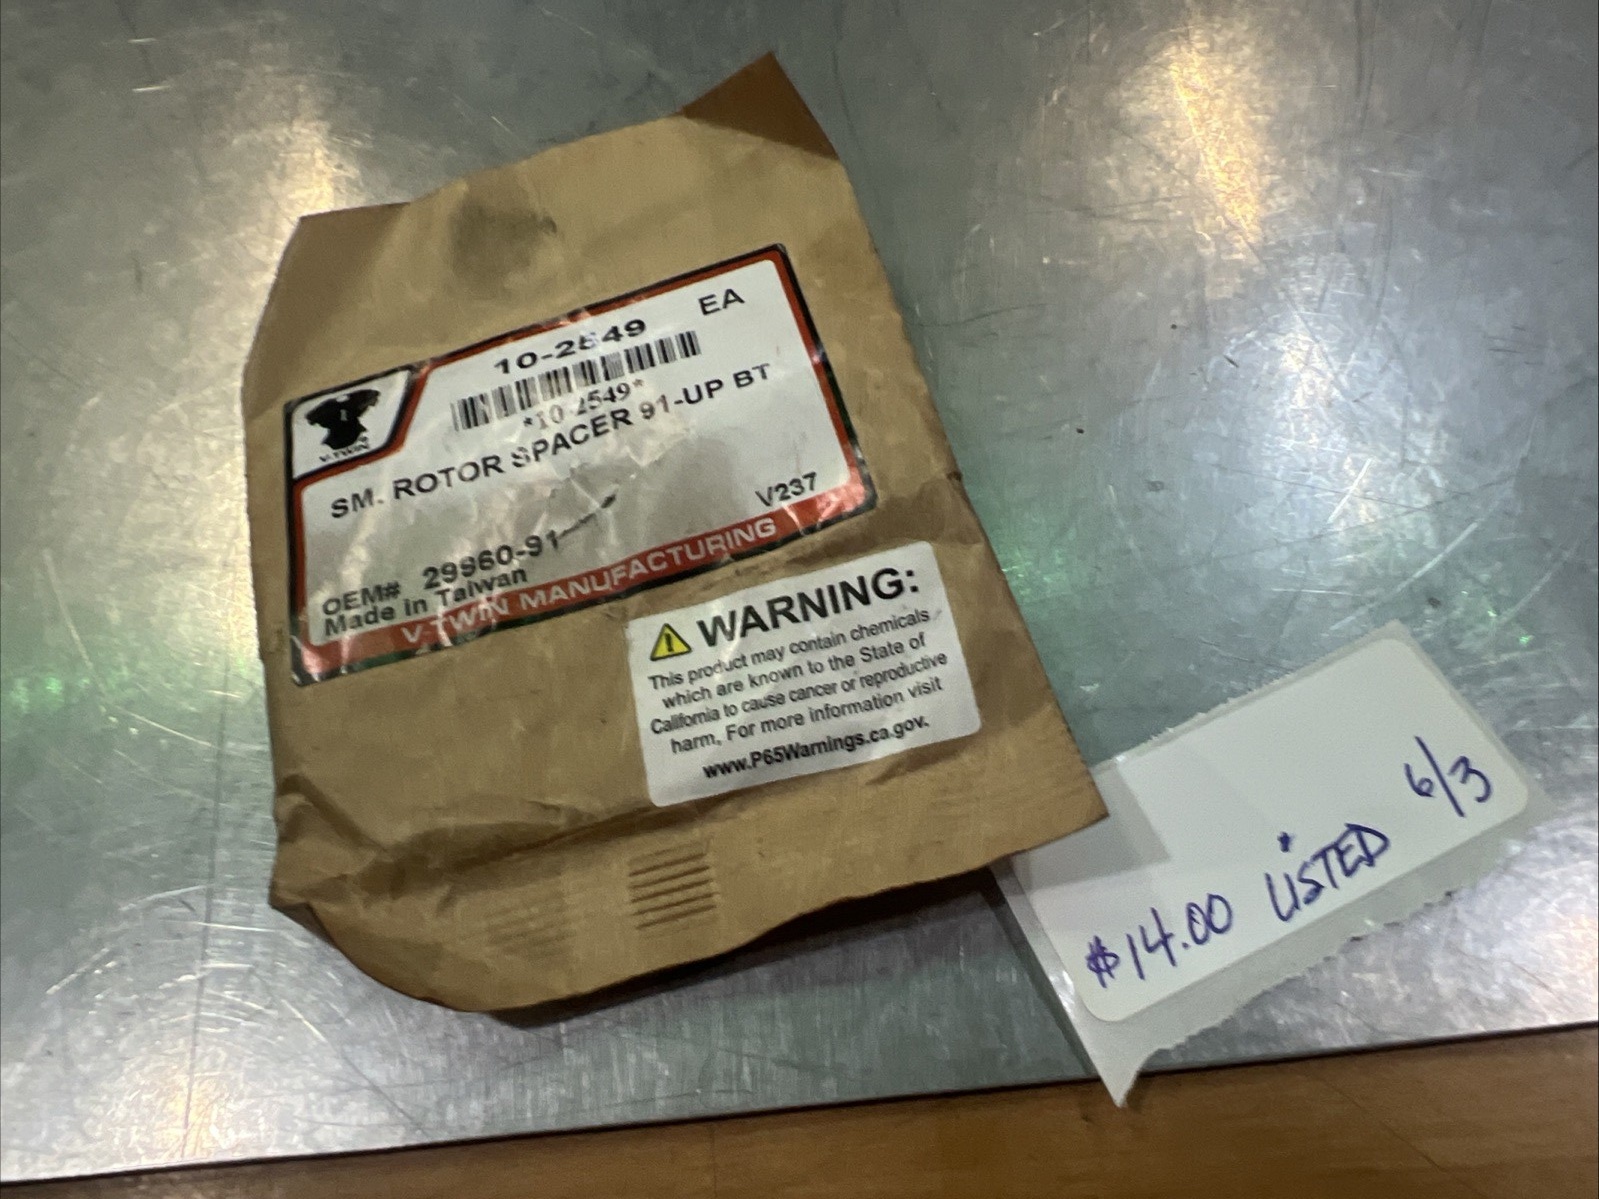 10-2549 EA
*10-2549*
V-TWIN
SM. ROTOR SPACER 91-UP BT
V237
OEM# 29960-91
Made in Taiwan
V-TWIN MANUFACTURING
WARNING:
This product may contain chemicals
which are known to the State of
California to cause cancer or reproductive
harm, For more information visit
www.P65Warnings.ca.gov.
$14.00 LISTED 6/3